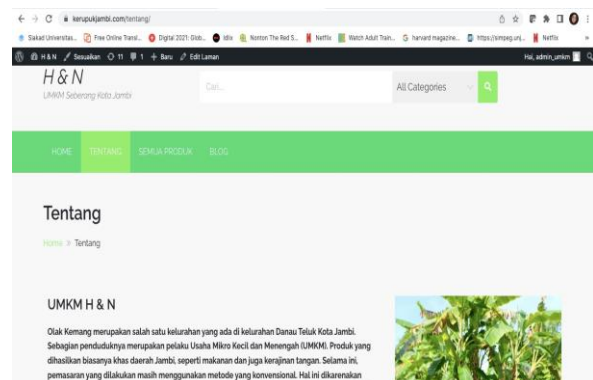 kerupukjambi.com/tentang/
Siakad Universitas... Free Online Transl... Digital 2021: Glob... Idlix Nonton The Red S... Netflix Watch Adult Train... harvard magazine... https://simpeg.unj... Netflix »
H & N Sesuaikan 11 1 + Baru Edit Laman Hai, admin_umkm
H & N
UMKM Seberang Kota Jambi
Cari... All Categories
HOME TENTANG SEMUA PRODUK BLOG
Tentang
Home » Tentang
UMKM H & N
Olak Kemang merupakan salah satu kelurahan yang ada di kelurahan Danau Teluk Kota Jambi.
Sebagian penduduknya merupakan pelaku Usaha Mikro Kecil dan Menengah (UMKM). Produk yang
dihasilkan biasanya khas daerah Jambi, seperti makanan dan juga kerajinan tangan. Selama ini,
pemasaran yang dilakukan masih menggunakan metode yang konvensional. Hal ini dikarenakan